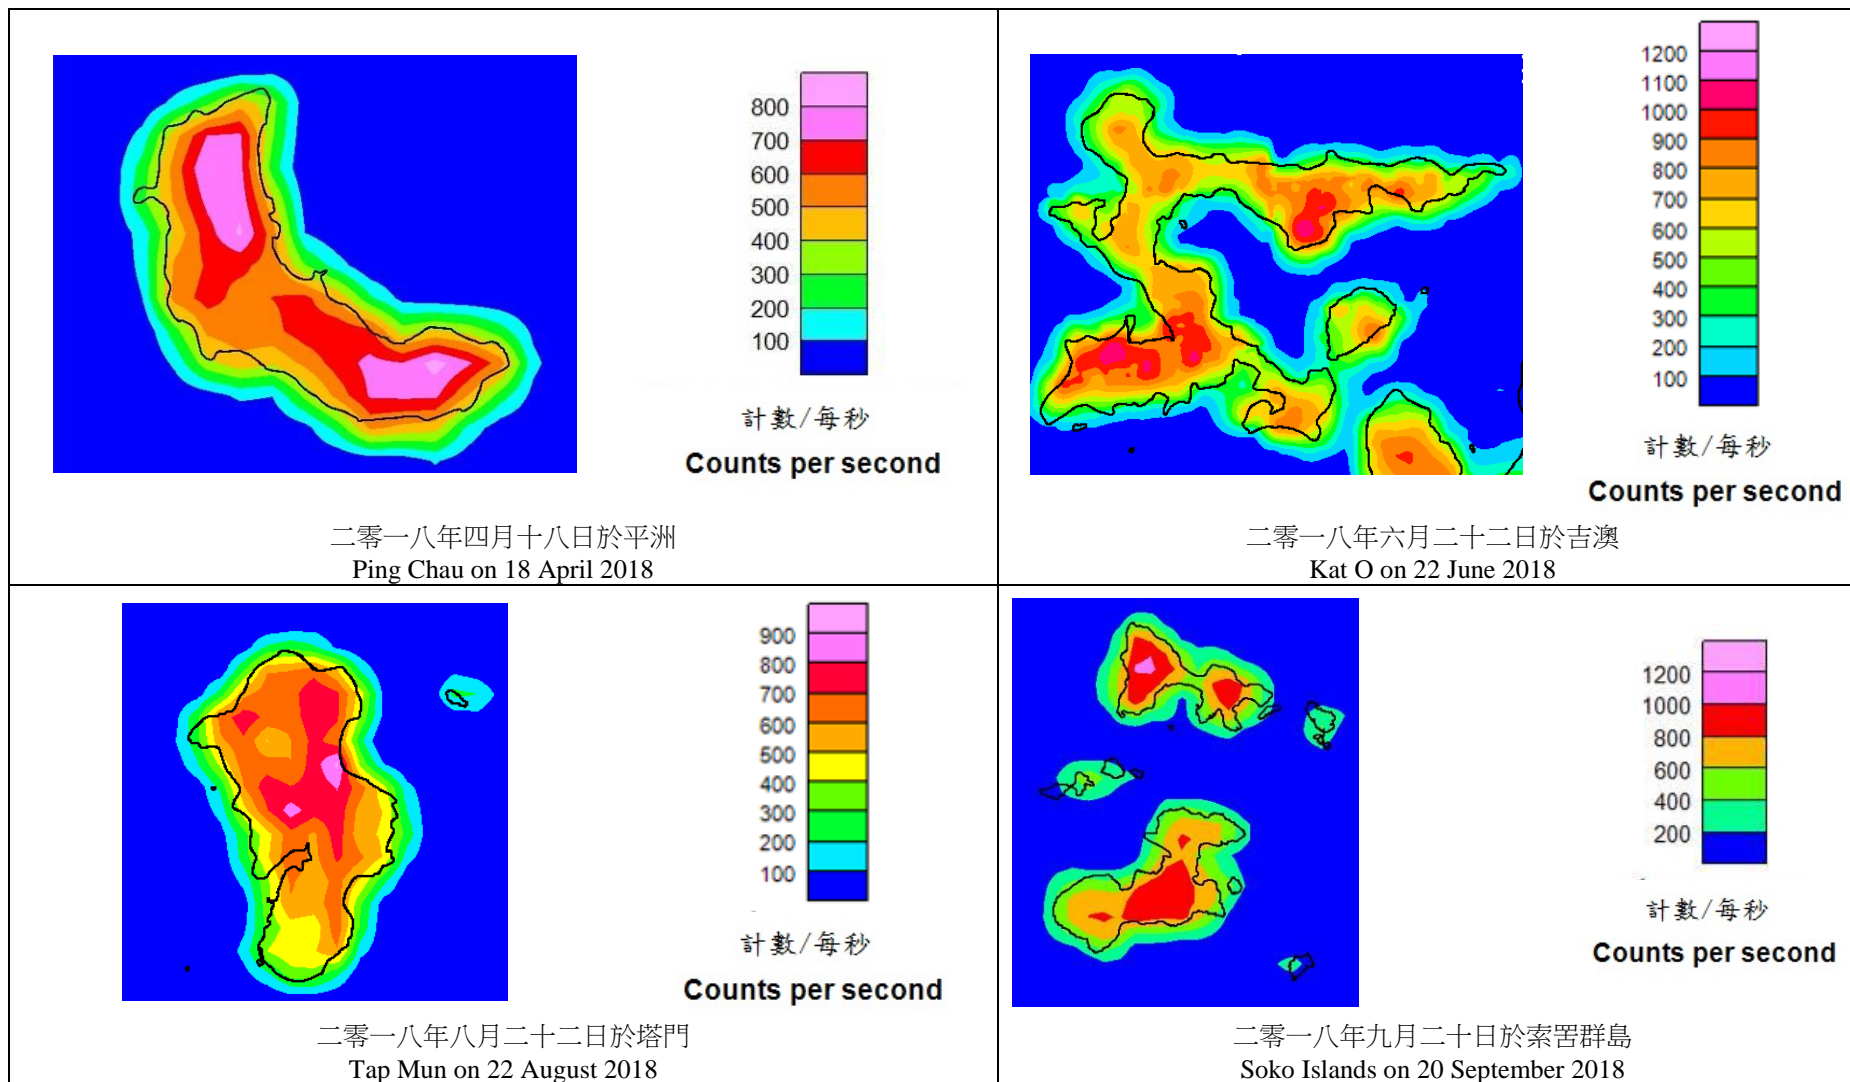 800
700
600
500
400
300
200
100
計數/每秒
Counts per second
二零一八年四月十八日於平洲
Ping Chau on 18 April 2018
1200
1100
1000
900
800
700
600
500
400
300
200
100
計數/每秒
Counts per second
二零一八年六月二十二日於吉澳
Kat O on 22 June 2018
900
800
700
600
500
400
300
200
100
計數/每秒
Counts per second
二零一八年八月二十二日於塔門
Tap Mun on 22 August 2018
1200
1000
800
600
400
200
計數/每秒
Counts per second
二零一八年九月二十日於索罟群島
Soko Islands on 20 September 2018